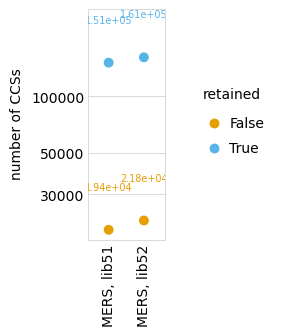 number of CCSs
100000
50000
30000
1.51e+05
1.61e+05
1.94e+04
2.18e+04
MERS, lib51
MERS, lib52
retained
False
True